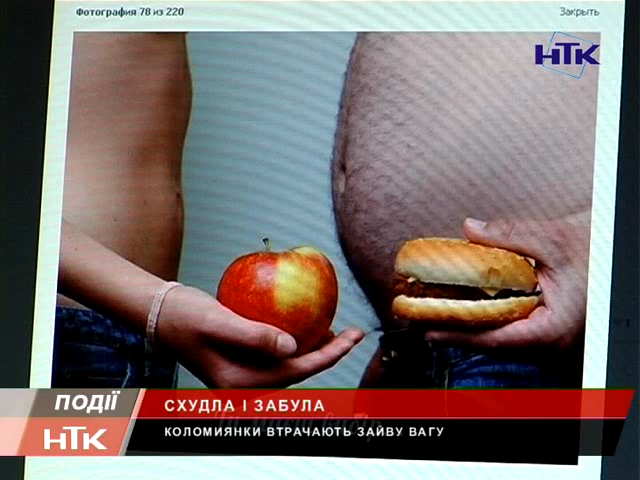 Фотография 78 из 220
Закрыть
НТК
ПОДІЇ
СХУДЛА І ЗАБУЛА
НТК
КОЛОМИЯНКИ ВТРАЧАЮТЬ ЗАЙВУ ВАГУ